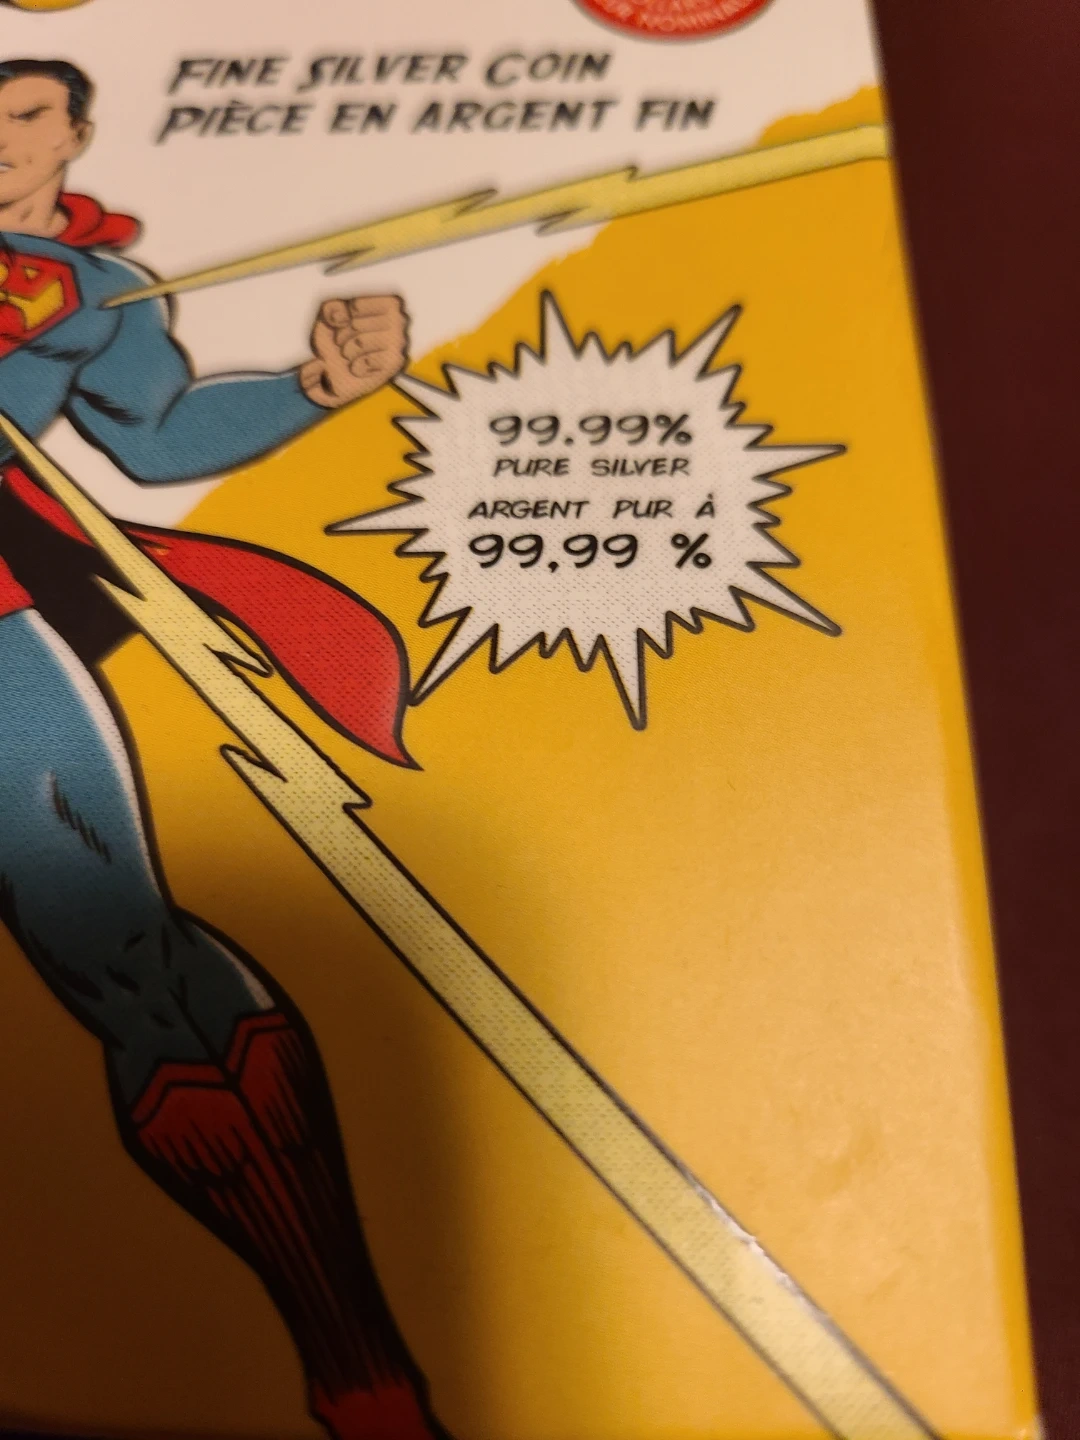 FINE SILVER COIN
PIÈCE EN ARGENT FIN
99.99%
PURE SILVER
ARGENT PUR À
99,99 %